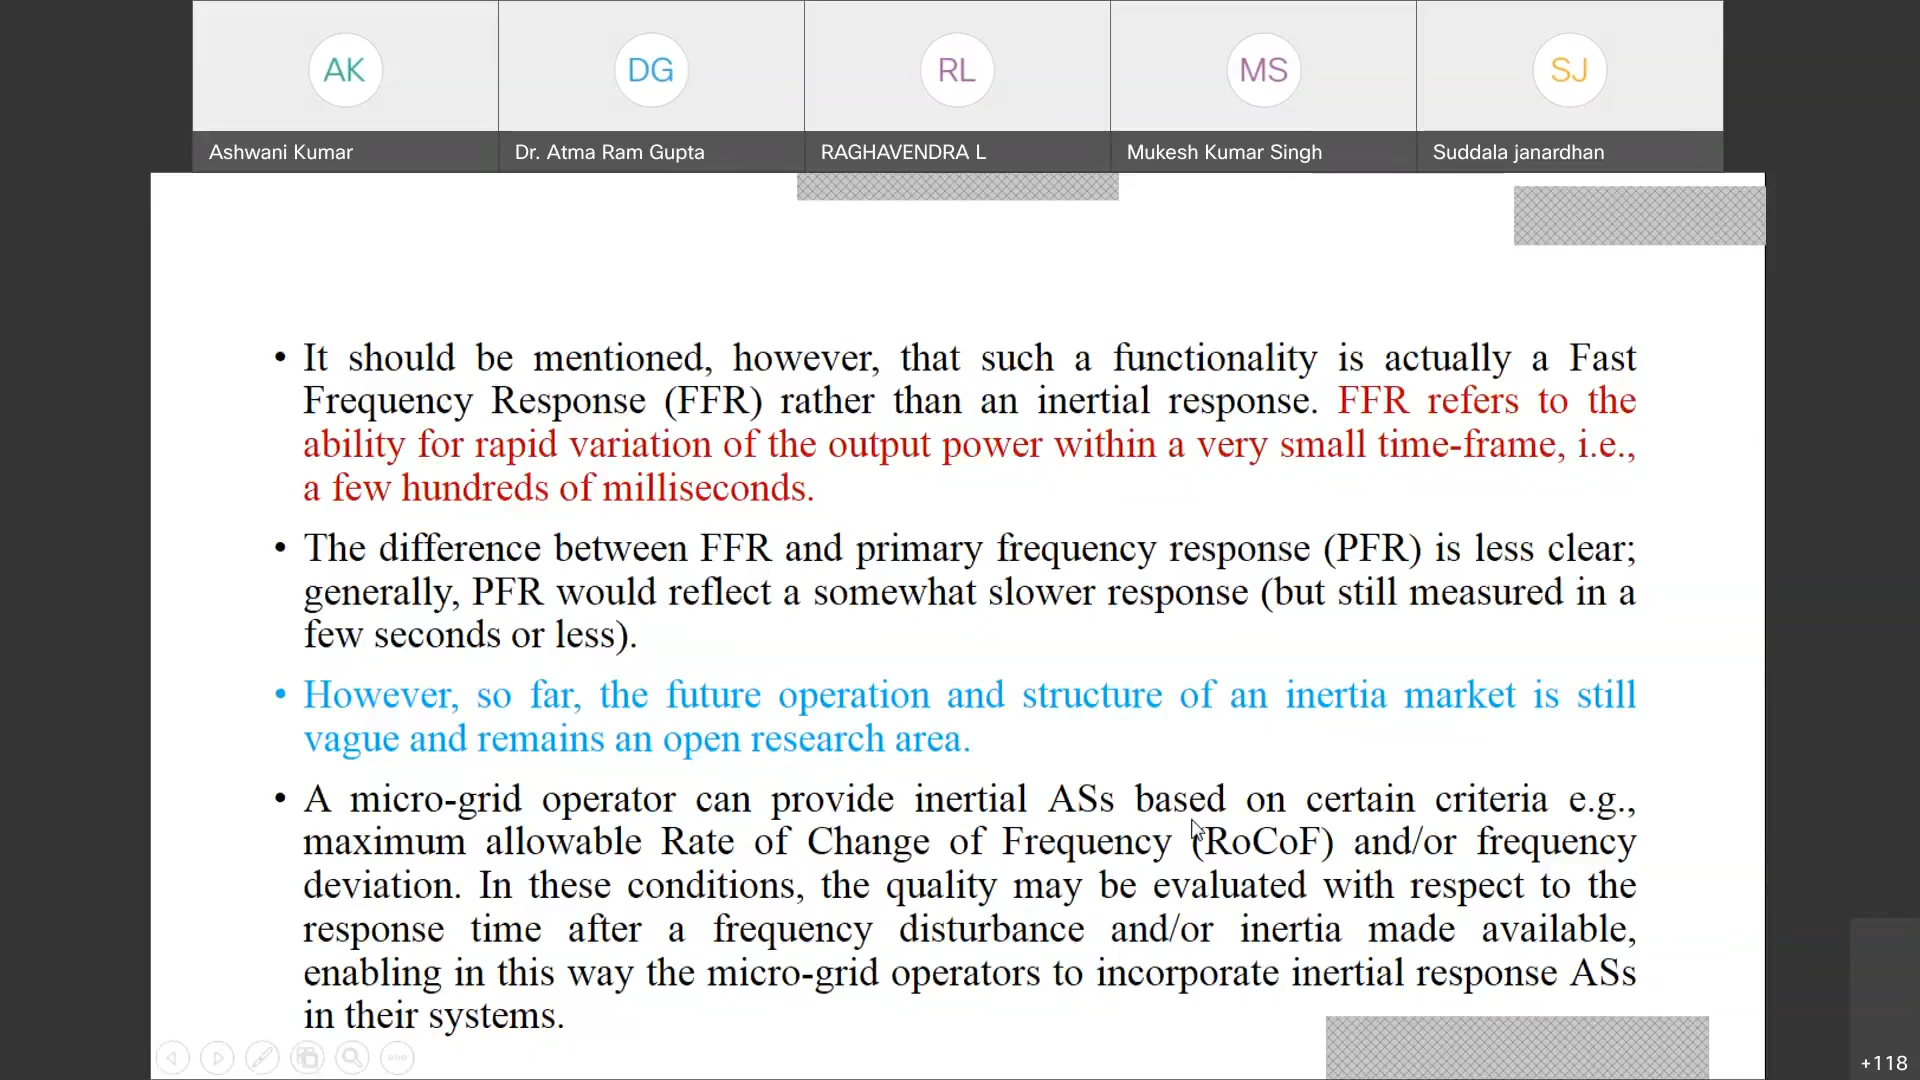 AK
DG
RL
MS
SJ
Ashwani Kumar
Dr. Atma Ram Gupta
RAGHAVENDRA L
Mukesh Kumar Singh
Suddala janardhan
• It should be mentioned, however, that such a functionality is actually a Fast
Frequency Response (FFR) rather than an inertial response. FFR refers to the
ability for rapid variation of the output power within a very small time-frame, i.e.,
a few hundreds of milliseconds.
• The difference between FFR and primary frequency response (PFR) is less clear;
generally, PFR would reflect a somewhat slower response (but still measured in a
few seconds or less).
• However, so far, the future operation and structure of an inertia market is still
vague and remains an open research area.
• A micro-grid operator can provide inertial ASs based on certain criteria e.g.,
maximum allowable Rate of Change of Frequency (RoCoF) and/or frequency
deviation. In these conditions, the quality may be evaluated with respect to the
response time after a frequency disturbance and/or inertia made available,
enabling in this way the micro-grid operators to incorporate inertial response ASs
in their systems.
+118